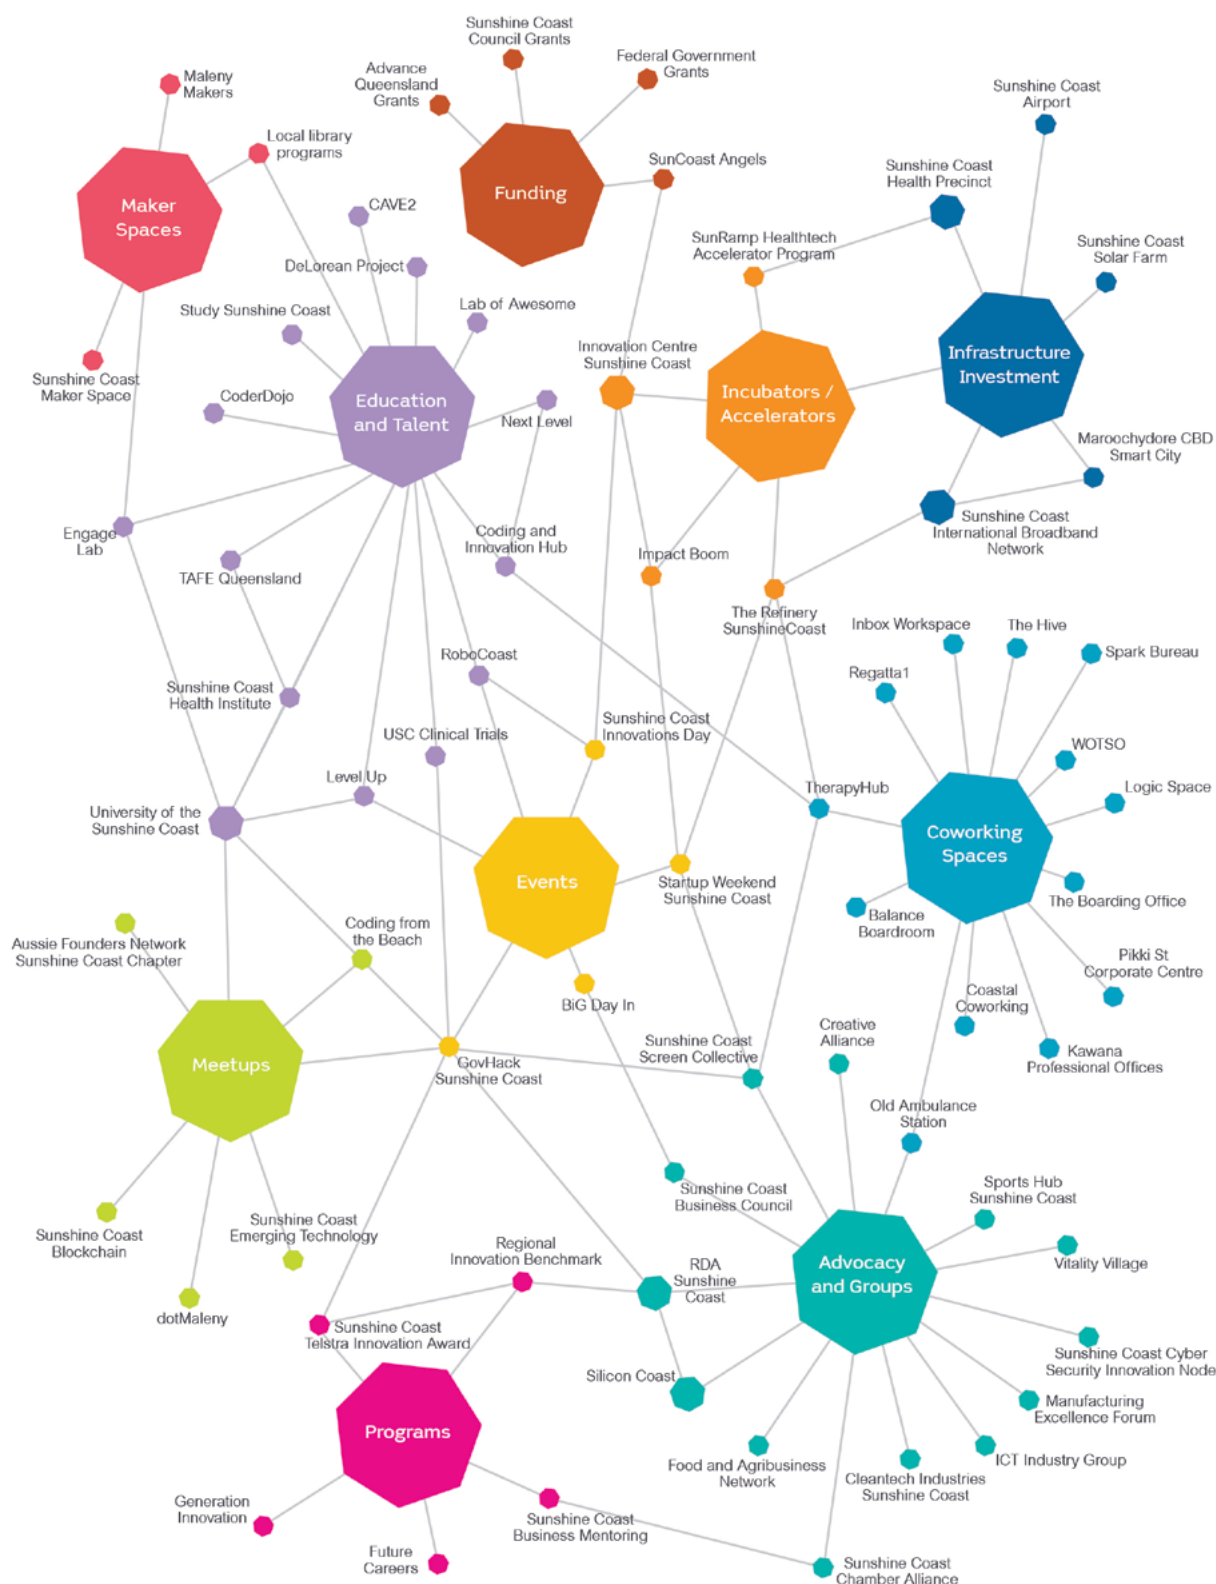 Sunshine Coast
Council Grants
Federal Government
Grants
Advance
Queensland
Grants
Maleny
Makers
Sunshine Coast
Airport
Local library
programs
SunCoast Angels
Sunshine Coast
Health Precinct
Funding
Maker
Spaces
CAVE2
SunRamp Healthtech
Accelerator Program
Sunshine Coast
Solar Farm
DeLorean Project
Study Sunshine Coast
Lab of Awesome
Innovation Centre
Sunshine Coast
Infrastructure
Investment
Sunshine Coast
Maker Space
CoderDojo
Education
and Talent
Next Level
Incubators /
Accelerators
Maroochydore CBD
Smart City
Engage
Lab
TAFE Queensland
Coding and
Innovation Hub
Impact Boom
Sunshine Coast
International Broadband
Network
The Refinery
SunshineCoast
Inbox Workspace
The Hive
Spark Bureau
RoboCoast
Regatta1
Sunshine Coast
Health Institute
USC Clinical Trials
Sunshine Coast
Innovations Day
WOTSO
Level Up
TherapyHub
Logic Space
University of the
Sunshine Coast
Coworking
Spaces
Events
Startup Weekend
Sunshine Coast
The Boarding Office
Balance
Boardroom
Aussie Founders Network
Sunshine Coast Chapter
Coding from
the Beach
Pikki St
Corporate Centre
BiG Day In
Coastal
Coworking
Meetups
GovHack
Sunshine Coast
Sunshine Coast
Screen Collective
Creative
Alliance
Kawana
Professional Offices
Old Ambulance
Station
Sunshine Coast
Business Council
Sports Hub
Sunshine Coast
Sunshine Coast
Blockchain
Sunshine Coast
Emerging Technology
Regional
Innovation Benchmark
RDA
Sunshine
Coast
Advocacy
and Groups
Vitality Village
dotMaleny
Sunshine Coast
Telstra Innovation Award
Sunshine Coast Cyber
Security Innovation Node
Silicon Coast
Manufacturing
Excellence Forum
Programs
Food and Agribusiness
Network
Cleantech Industries
Sunshine Coast
ICT Industry Group
Generation
Innovation
Sunshine Coast
Business Mentoring
Future
Careers
Sunshine Coast
Chamber Alliance